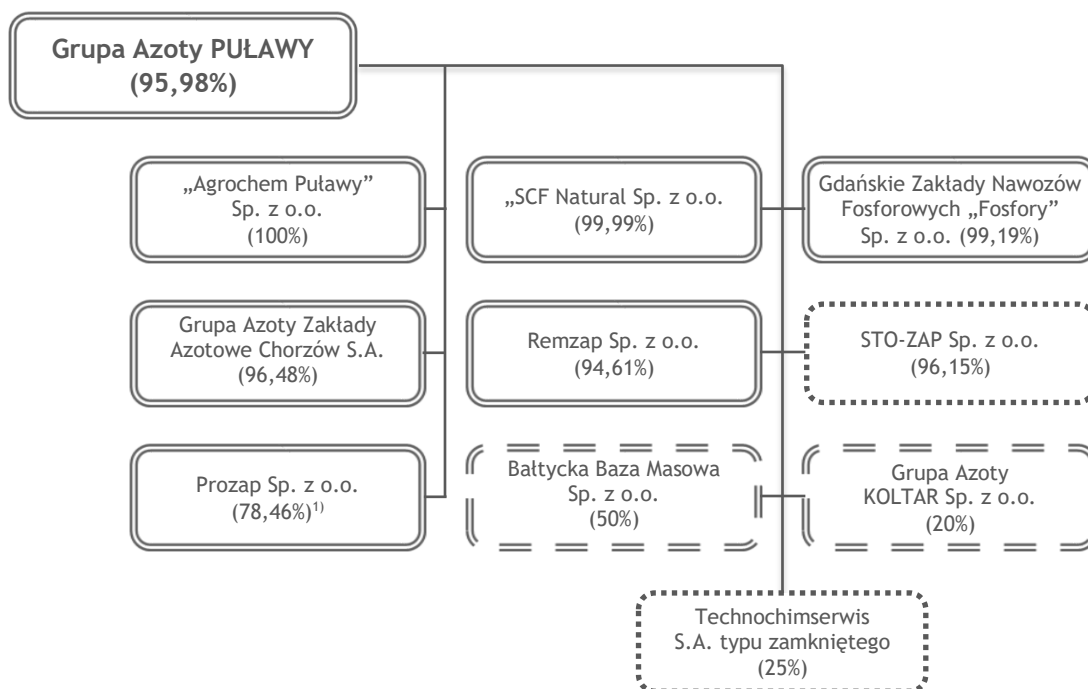 Grupa Azoty PUŁAWY
(95,98%)
„Agrochem Puławy”
Sp. z o.o.
(100%)
„SCF Natural Sp. z o.o.
(99,99%)
Gdańskie Zakłady Nawozów
Fosforowych „Fosfory”
Sp. z o.o. (99,19%)
Grupa Azoty Zakłady
Azotowe Chorzów S.A.
(96,48%)
Remzap Sp. z o.o.
(94,61%)
STO-ZAP Sp. z o.o.
(96,15%)
Prozap Sp. z o.o.
(78,46%)1)
Bałtycka Baza Masowa
Sp. z o.o.
(50%)
Grupa Azoty
KOLTAR Sp. z o.o.
(20%)
Technochimserwis
S.A. typu zamkniętego
(25%)